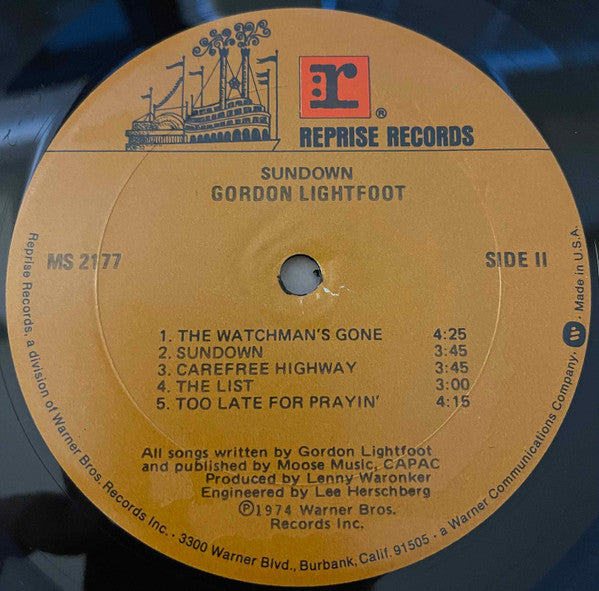 r ®
REPRISE RECORDS
SUNDOWN
GORDON LIGHTFOOT
MS 2177
SIDE II
1. THE WATCHMAN'S GONE 4:25
2. SUNDOWN 3:45
3. CAREFREE HIGHWAY 3:45
4. THE LIST 3:00
5. TOO LATE FOR PRAYIN' 4:15
All songs written by Gordon Lightfoot
and published by Moose Music, CAPAC
Produced by Lenny Waronker
Engineered by Lee Herschberg
Ⓟ1974 Warner Bros.
Records Inc.
Reprise Records, a division of Warner Bros. Records Inc. · 3300 Warner Blvd., Burbank, Calif. 91505 · a Warner Communications Company. · Made in U.S.A.